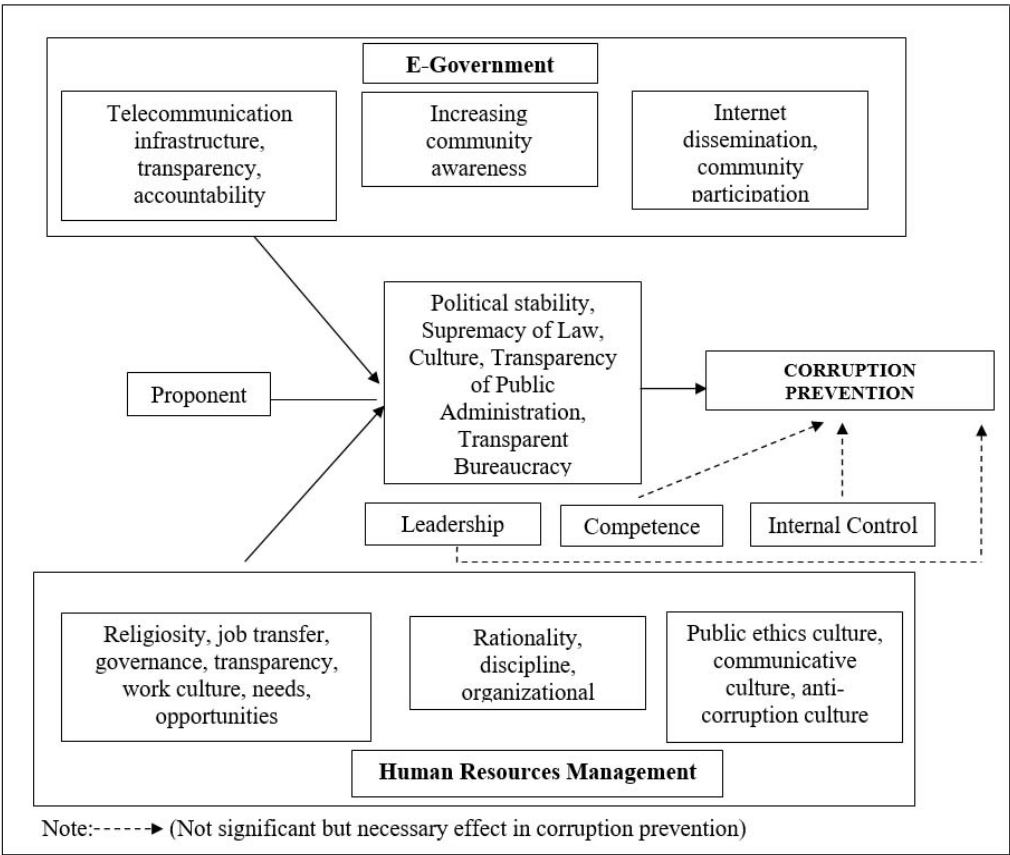 E-Government
Telecommunication
infrastructure,
transparency,
accountability
Increasing
community
awareness
Internet
dissemination,
community
participation
Political stability,
Supremacy of Law,
Culture, Transparency
of Public
Administration,
Transparent
Bureaucracy
Proponent
CORRUPTION
PREVENTION
Leadership
Competence
Internal Control
Religiosity, job transfer,
governance, transparency,
work culture, needs,
opportunities
Rationality,
discipline,
organizational
Public ethics culture,
communicative
culture, anti-
corruption culture
Human Resources Management
Note: (Not significant but necessary effect in corruption prevention)